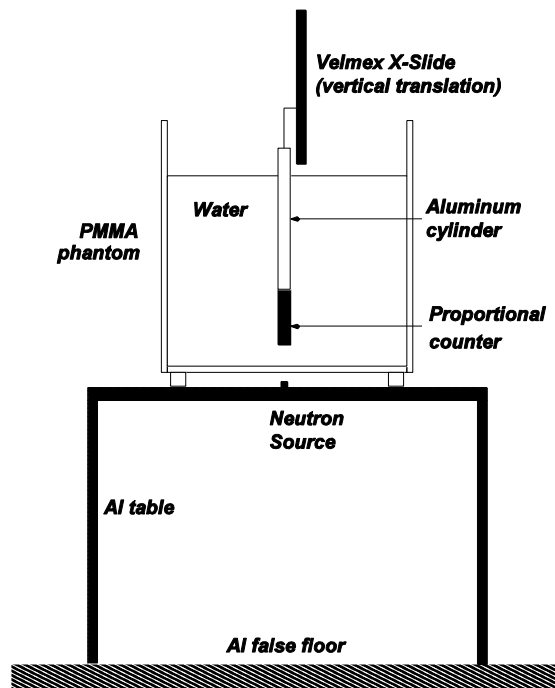 Velmex X-Slide
(vertical translation)
Water
PMMA
phantom
Aluminum
cylinder
Proportional
counter
Neutron
Source
Al table
Al false floor